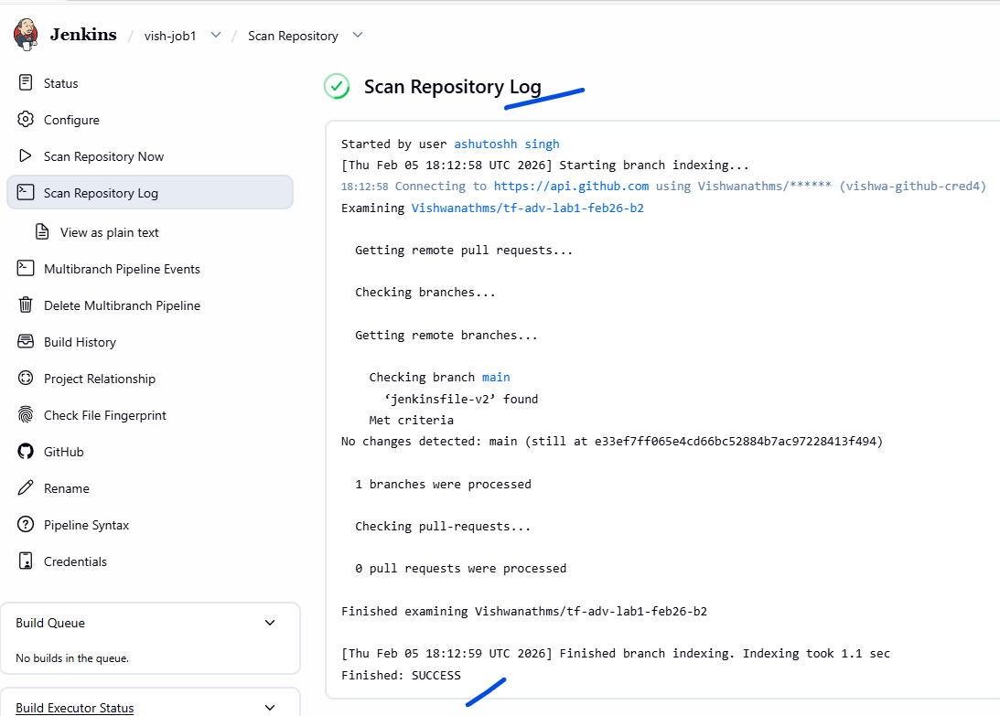 Jenkins / vish-job1 / Scan Repository
Status
Configure
Scan Repository Now
Scan Repository Log
View as plain text
Multibranch Pipeline Events
Delete Multibranch Pipeline
Build History
Project Relationship
Check File Fingerprint
GitHub
Rename
Pipeline Syntax
Credentials
Build Queue
No builds in the queue.
Build Executor Status
Scan Repository Log
Started by user ashutoshh singh
[Thu Feb 05 18:12:58 UTC 2026] Starting branch indexing...
18:12:58 Connecting to https://api.github.com using Vishwanathms/****** (vishwa-github-cred4)
Examining Vishwanathms/tf-adv-lab1-feb26-b2
Getting remote pull requests...
Checking branches...
Getting remote branches...
Checking branch main
‘jenkinsfile-v2’ found
Met criteria
No changes detected: main (still at e33ef7ff065e4cd66bc52884b7ac97228413f494)
1 branches were processed
Checking pull-requests...
0 pull requests were processed
Finished examining Vishwanathms/tf-adv-lab1-feb26-b2
[Thu Feb 05 18:12:59 UTC 2026] Finished branch indexing. Indexing took 1.1 sec
Finished: SUCCESS